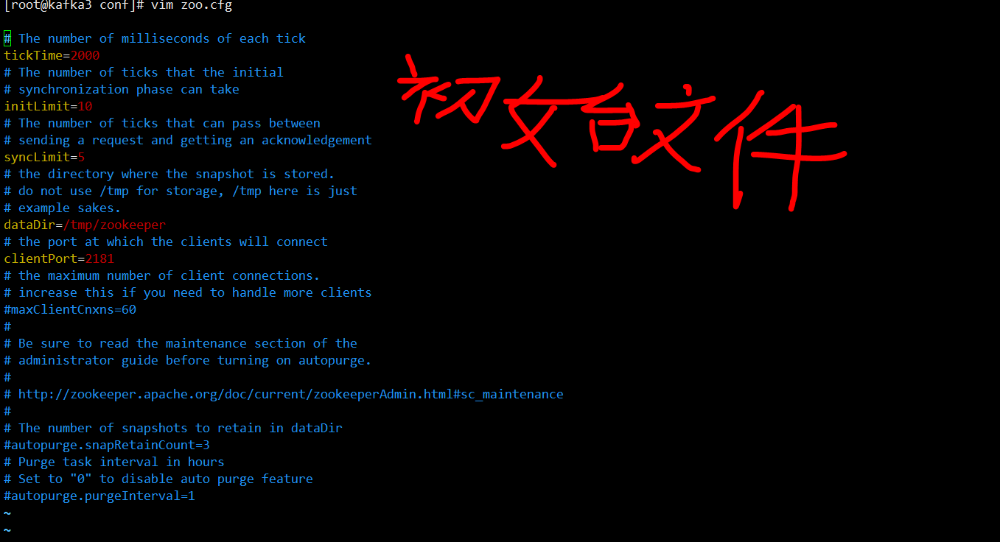 [root@kafka3 conf]# vim zoo.cfg
# The number of milliseconds of each tick
tickTime=2000
# The number of ticks that the initial
# synchronization phase can take
initLimit=10
# The number of ticks that can pass between
# sending a request and getting an acknowledgement
syncLimit=5
# the directory where the snapshot is stored.
# do not use /tmp for storage, /tmp here is just
# example sakes.
dataDir=/tmp/zookeeper
# the port at which the clients will connect
clientPort=2181
# the maximum number of client connections.
# increase this if you need to handle more clients
#maxClientCnxns=60
#
# Be sure to read the maintenance section of the
# administrator guide before turning on autopurge.
#
# http://zookeeper.apache.org/doc/current/zookeeperAdmin.html#sc_maintenance
#
# The number of snapshots to retain in dataDir
#autopurge.snapRetainCount=3
# Purge task interval in hours
# Set to "0" to disable auto purge feature
#autopurge.purgeInterval=1
~
~
初始文件